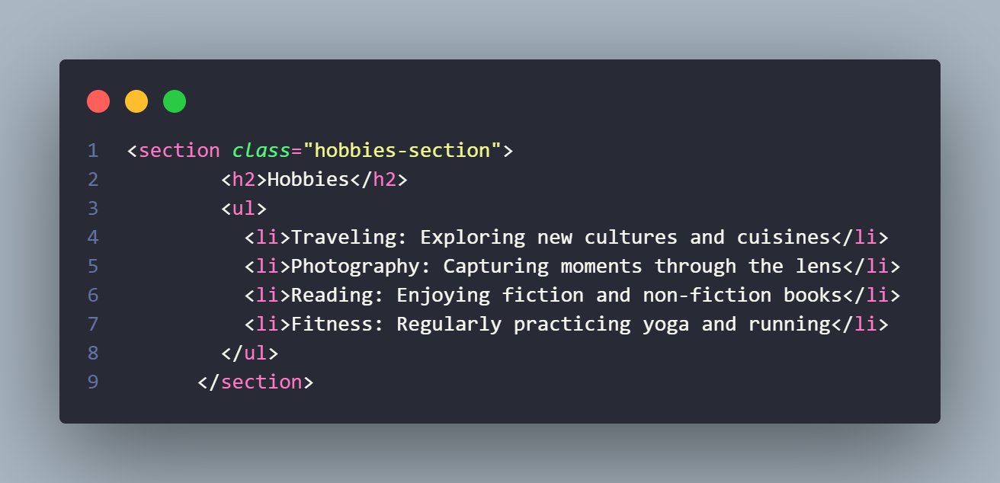 1 <section class="hobbies-section">
2         <h2>Hobbies</h2>
3         <ul>
4           <li>Traveling: Exploring new cultures and cuisines</li>
5           <li>Photography: Capturing moments through the lens</li>
6           <li>Reading: Enjoying fiction and non-fiction books</li>
7           <li>Fitness: Regularly practicing yoga and running</li>
8         </ul>
9       </section>